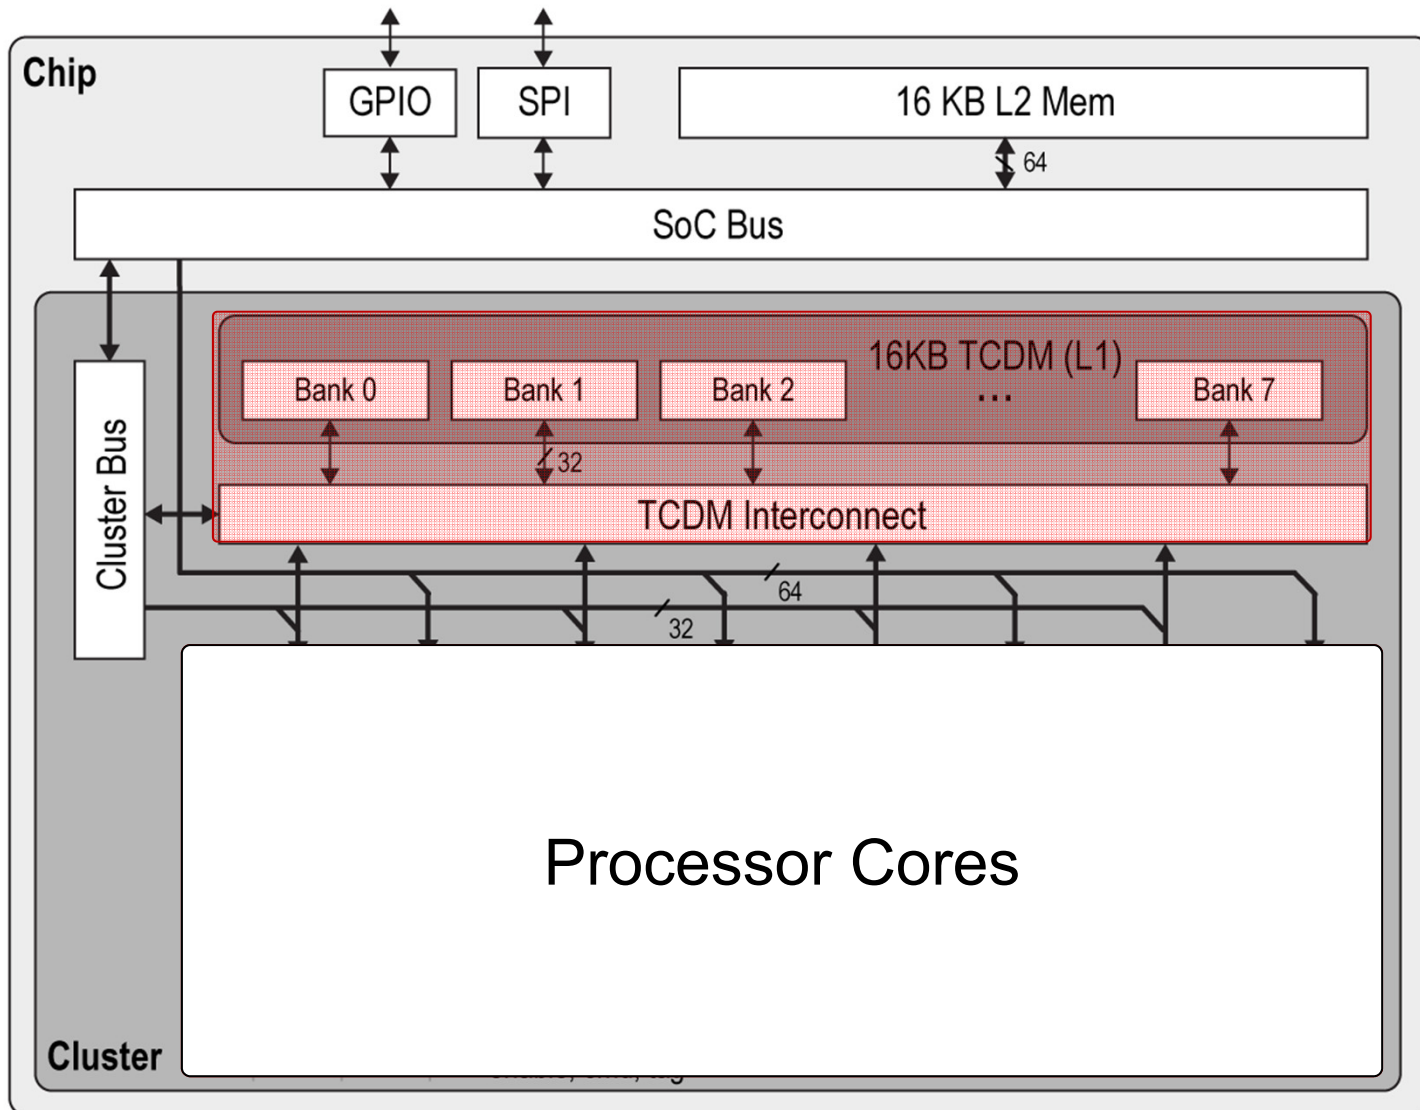 Chip
GPIO
SPI
16 KB L2 Mem
64
SoC Bus
16KB TCDM (L1)
Bank 0
Bank 1
Bank 2
...
Bank 7
32
Cluster Bus
TCDM Interconnect
64
32
Processor Cores
Cluster